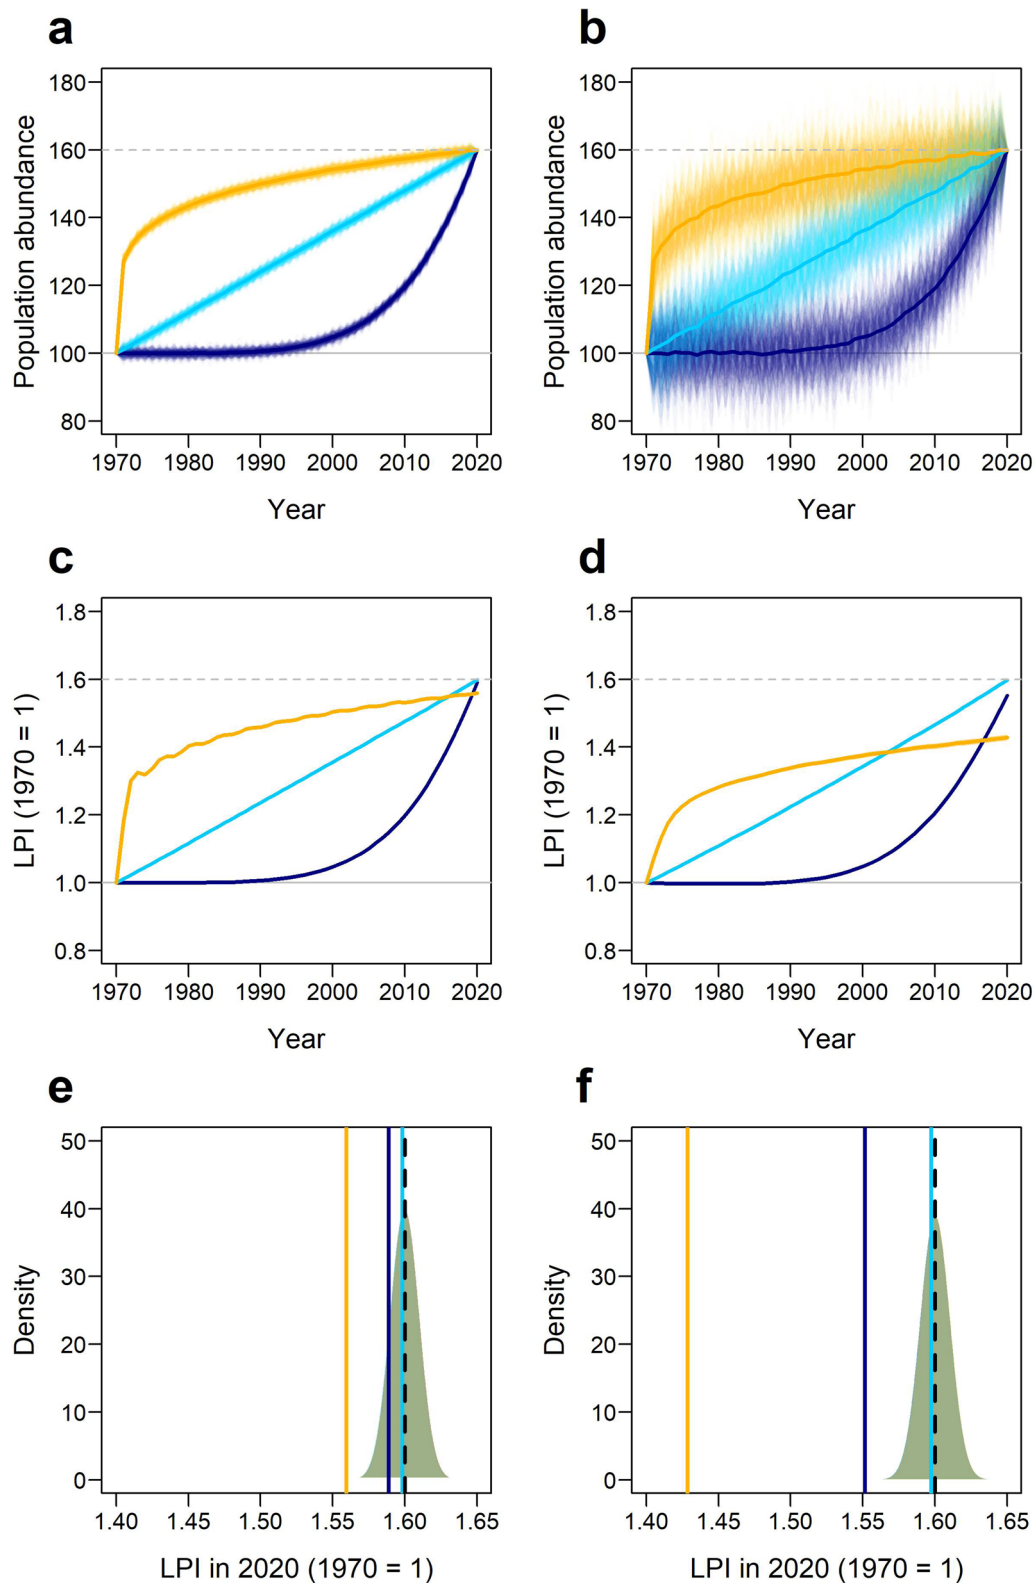 a
180
160
140
120
100
80
Population abundance
1970 1980 1990 2000 2010 2020
Year
b
180
160
140
120
100
80
Population abundance
1970 1980 1990 2000 2010 2020
Year
c
1.8
1.6
1.4
1.2
1.0
0.8
LPI (1970 = 1)
1970 1980 1990 2000 2010 2020
Year
d
1.8
1.6
1.4
1.2
1.0
0.8
LPI (1970 = 1)
1970 1980 1990 2000 2010 2020
Year
e
50
40
30
20
10
0
Density
1.40 1.45 1.50 1.55 1.60 1.65
LPI in 2020 (1970 = 1)
f
50
40
30
20
10
0
Density
1.40 1.45 1.50 1.55 1.60 1.65
LPI in 2020 (1970 = 1)